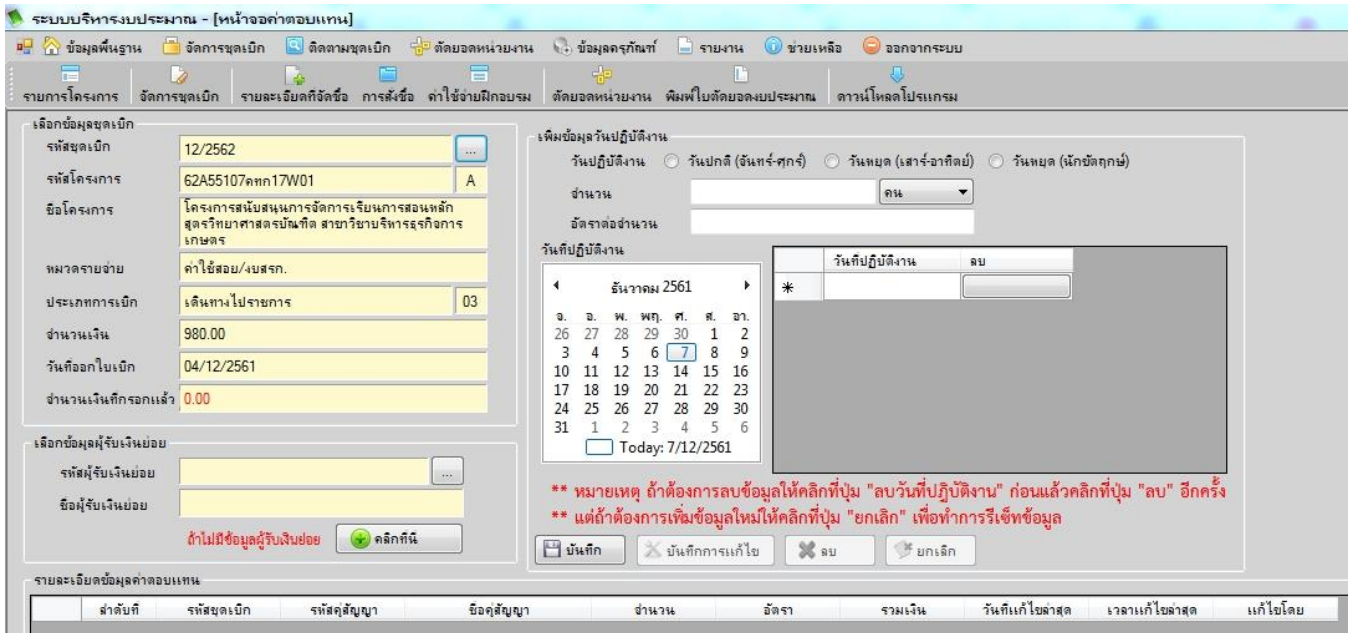 ระบบบริหารงบประมาณ - [หน้าจอค่าตอบแทน]
ข้อมูลพื้นฐาน จัดการชุดเบิก ติดตามชุดเบิก ตัดยอดหน่วยงาน ข้อมูลครุภัณฑ์ รายงาน ช่วยเหลือ ออกจากระบบ
รายการโครงการ จัดการชุดเบิก รายละเอียดที่จัดซื้อ การสั่งซื้อ ค่าใช้จ่ายฝึกอบรม ตัดยอดหน่วยงาน พิมพ์ใบตัดยอดงบประมาณ ดาวน์โหลดโปรแกรม
เลือกข้อมูลชุดเบิก
รหัสชุดเบิก 12/2562 ...
รหัสโครงการ 62A55107คทก17W01 A
ชื่อโครงการ โครงการสนับสนุนการจัดการเรียนการสอนหลัก
สูตรวิทยาศาสตรบัณฑิต สาขาวิชาบริหารธุรกิจการ
เกษตร
หมวดรายจ่าย ค่าใช้สอย/งบสรก.
ประเภทการเบิก เดินทางไปราชการ 03
จำนวนเงิน 980.00
วันที่ออกใบเบิก 04/12/2561
จำนวนเงินที่กรอกแล้ว 0.00
เลือกข้อมูลผู้รับเงินย่อย
รหัสผู้รับเงินย่อย ...
ชื่อผู้รับเงินย่อย
ถ้าไม่มีข้อมูลผู้รับเงินย่อย คลิกที่นี่
เพิ่มข้อมูลวันปฏิบัติงาน
วันปฏิบัติงาน วันปกติ (จันทร์-ศุกร์) วันหยุด (เสาร์-อาทิตย์) วันหยุด (นักขัตฤกษ์)
จำนวน คน
อัตราต่อจำนวน
วันที่ปฏิบัติงาน
ธันวาคม 2561
จ. อ. พ. พฤ. ศ. ส. อา.
26 27 28 29 30 1 2
3 4 5 6 7 8 9
10 11 12 13 14 15 16
17 18 19 20 21 22 23
24 25 26 27 28 29 30
31 1 2 3 4 5 6
Today: 7/12/2561
วันที่ปฏิบัติงาน ลบ
** หมายเหตุ ถ้าต้องการลบข้อมูลให้คลิกที่ปุ่ม "ลบวันที่ปฏิบัติงาน" ก่อนแล้วคลิกที่ปุ่ม "ลบ" อีกครั้ง
** แต่ถ้าต้องการเพิ่มข้อมูลใหม่ให้คลิกที่ปุ่ม "ยกเลิก" เพื่อทำการรีเซ็ทข้อมูล
บันทึก บันทึกการแก้ไข ลบ ยกเลิก
รายละเอียดข้อมูลค่าตอบแทน
ลำดับที่ รหัสชุดเบิก รหัสคู่สัญญา ชื่อคู่สัญญา จำนวน อัตรา รวมเงิน วันที่แก้ไขล่าสุด เวลาแก้ไขล่าสุด แก้ไขโดย